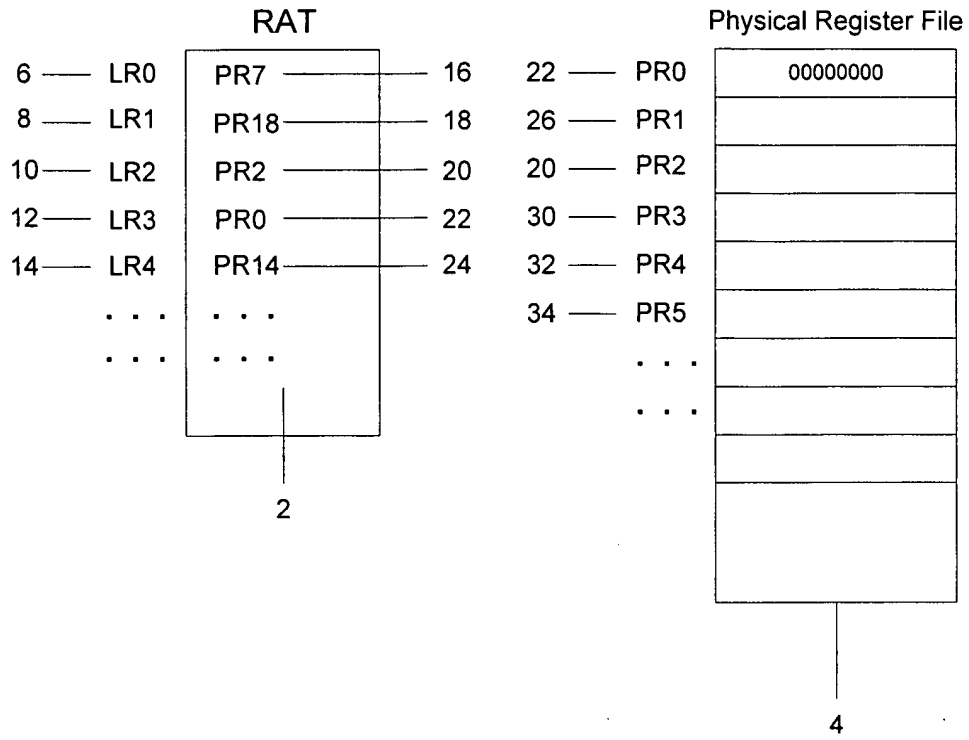 RAT
6 LR0 PR7 16
8 LR1 PR18 18
10 LR2 PR2 20
12 LR3 PR0 22
14 LR4 PR14 24
. . . . . .
. . . . . .
2
Physical Register File
22 PR0 00000000
26 PR1
20 PR2
30 PR3
32 PR4
34 PR5
. . .
. . .
4